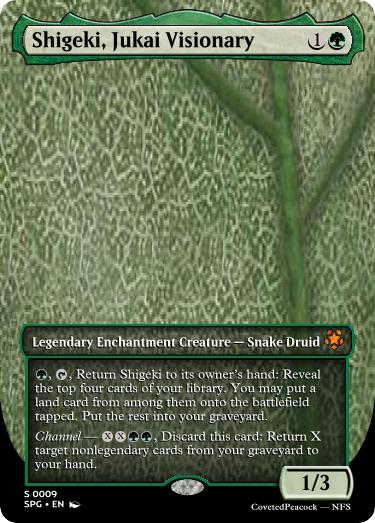 Shigeki, Jukai Visionary 1
Legendary Enchantment Creature — Snake Druid
, , Return Shigeki to its owner's hand: Reveal
the top four cards of your library. You may put a
land card from among them onto the battlefield
tapped. Put the rest into your graveyard.
Channel — X X , Discard this card: Return X
target nonlegendary cards from your graveyard to
your hand.
1/3
S 0009
SPG • EN
CovetedPeacock — NFS